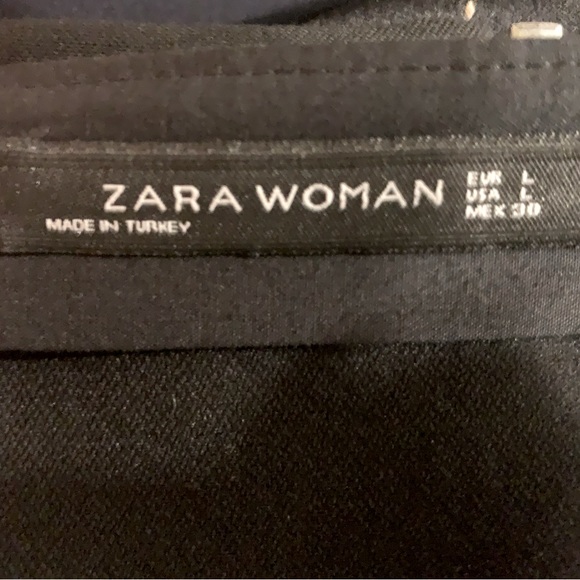 ZARA WOMAN
MADE IN TURKEY
EUR L
USA L
MEX 30